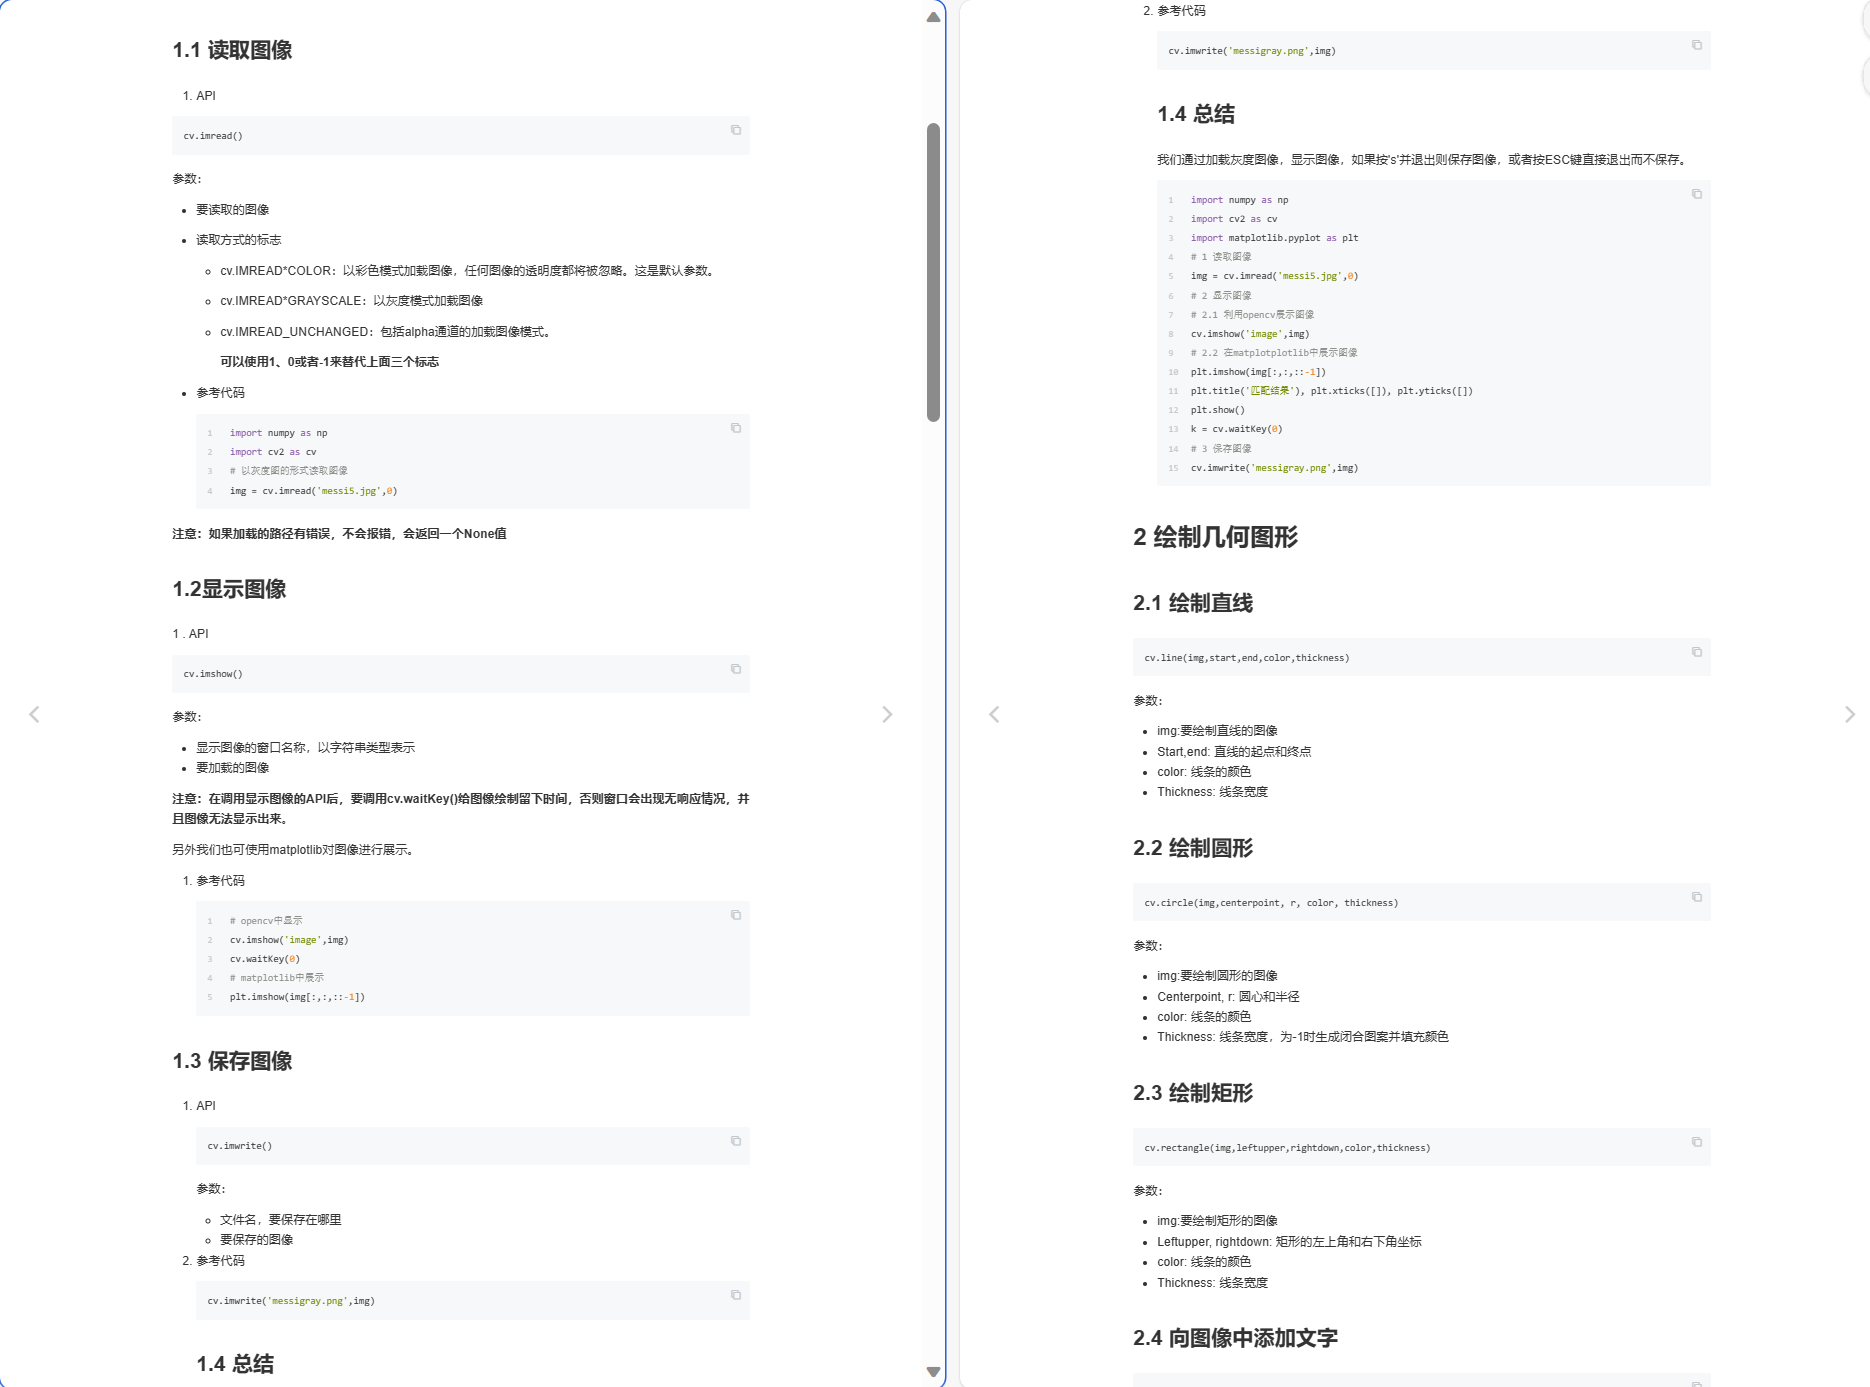 1.1 读取图像
1. API
cv.imread()
参数：
• 要读取的图像
• 读取方式的标志
◦ cv.IMREAD*COLOR：以彩色模式加载图像，任何图像的透明度都将被忽略。这是默认参数。
◦ cv.IMREAD*GRAYSCALE：以灰度模式加载图像
◦ cv.IMREAD_UNCHANGED：包括alpha通道的加载图像模式。
可以使用1、0或者-1来替代上面三个标志
• 参考代码
1 import numpy as np
2 import cv2 as cv
3 # 以灰度图的形式读取图像
4 img = cv.imread('messi5.jpg',0)
注意：如果加载的路径有错误，不会报错，会返回一个None值
1.2显示图像
1 . API
cv.imshow()
参数：
• 显示图像的窗口名称，以字符串类型表示
• 要加载的图像
注意：在调用显示图像的API后，要调用cv.waitKey()给图像绘制留下时间，否则窗口会出现无响应情况，并
且图像无法显示出来。
另外我们也可使用matplotlib对图像进行展示。
1. 参考代码
1 # opencv中显示
2 cv.imshow('image',img)
3 cv.waitKey(0)
4 # matplotlib中展示
5 plt.imshow(img[:,:,::-1])
1.3 保存图像
1. API
cv.imwrite()
参数：
◦ 文件名，要保存在哪里
◦ 要保存的图像
2. 参考代码
cv.imwrite('messigray.png',img)
1.4 总结
2. 参考代码
cv.imwrite('messigray.png',img)
1.4 总结
我们通过加载灰度图像，显示图像，如果按's'并退出则保存图像，或者按ESC键直接退出而不保存。
1 import numpy as np
2 import cv2 as cv
3 import matplotlib.pyplot as plt
4 # 1 读取图像
5 img = cv.imread('messi5.jpg',0)
6 # 2 显示图像
7 # 2.1 利用opencv展示图像
8 cv.imshow('image',img)
9 # 2.2 在matplotplotlib中展示图像
10 plt.imshow(img[:,:,::-1])
11 plt.title('匹配结果'), plt.xticks([]), plt.yticks([])
12 plt.show()
13 k = cv.waitKey(0)
14 # 3 保存图像
15 cv.imwrite('messigray.png',img)
2 绘制几何图形
2.1 绘制直线
cv.line(img,start,end,color,thickness)
参数：
• img:要绘制直线的图像
• Start,end: 直线的起点和终点
• color: 线条的颜色
• Thickness: 线条宽度
2.2 绘制圆形
cv.circle(img,centerpoint, r, color, thickness)
参数：
• img:要绘制圆形的图像
• Centerpoint, r: 圆心和半径
• color: 线条的颜色
• Thickness: 线条宽度，为-1时生成闭合图案并填充颜色
2.3 绘制矩形
cv.rectangle(img,leftupper,rightdown,color,thickness)
参数：
• img:要绘制矩形的图像
• Leftupper, rightdown: 矩形的左上角和右下角坐标
• color: 线条的颜色
• Thickness: 线条宽度
2.4 向图像中添加文字